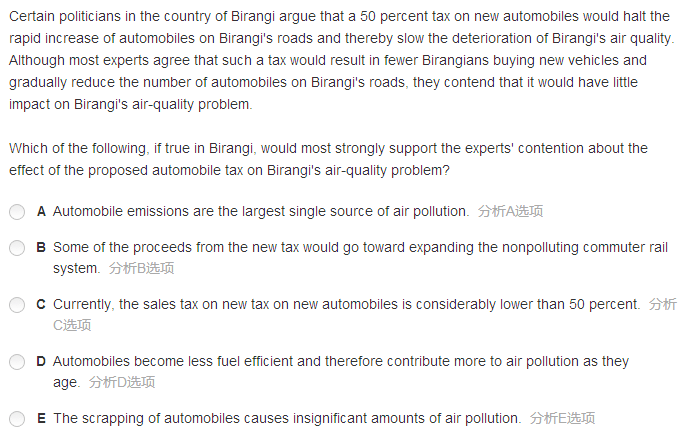 Certain politicians in the country of Birangi argue that a 50 percent tax on new automobiles would halt the
rapid increase of automobiles on Birangi's roads and thereby slow the deterioration of Birangi's air quality.
Although most experts agree that such a tax would result in fewer Birangians buying new vehicles and
gradually reduce the number of automobiles on Birangi's roads, they contend that it would have little
impact on Birangi's air-quality problem.
Which of the following, if true in Birangi, would most strongly support the experts' contention about the
effect of the proposed automobile tax on Birangi's air-quality problem?
A Automobile emissions are the largest single source of air pollution. 分析A选项
B Some of the proceeds from the new tax would go toward expanding the nonpolluting commuter rail
system. 分析B选项
C Currently, the sales tax on new tax on new automobiles is considerably lower than 50 percent. 分析
C选项
D Automobiles become less fuel efficient and therefore contribute more to air pollution as they
age. 分析D选项
E The scrapping of automobiles causes insignificant amounts of air pollution. 分析E选项